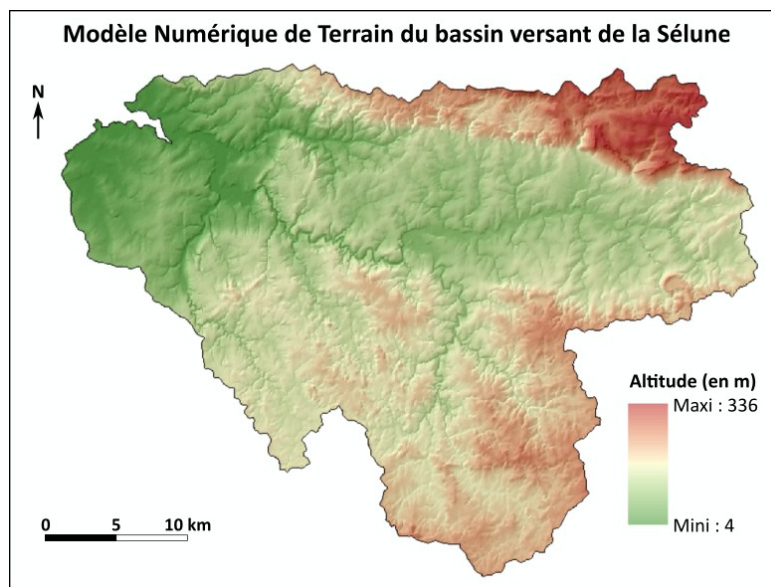 Modèle Numérique de Terrain du bassin versant de la Sélune
N
Altitude (en m)
Maxi : 336
Mini : 4
0 5 10 km